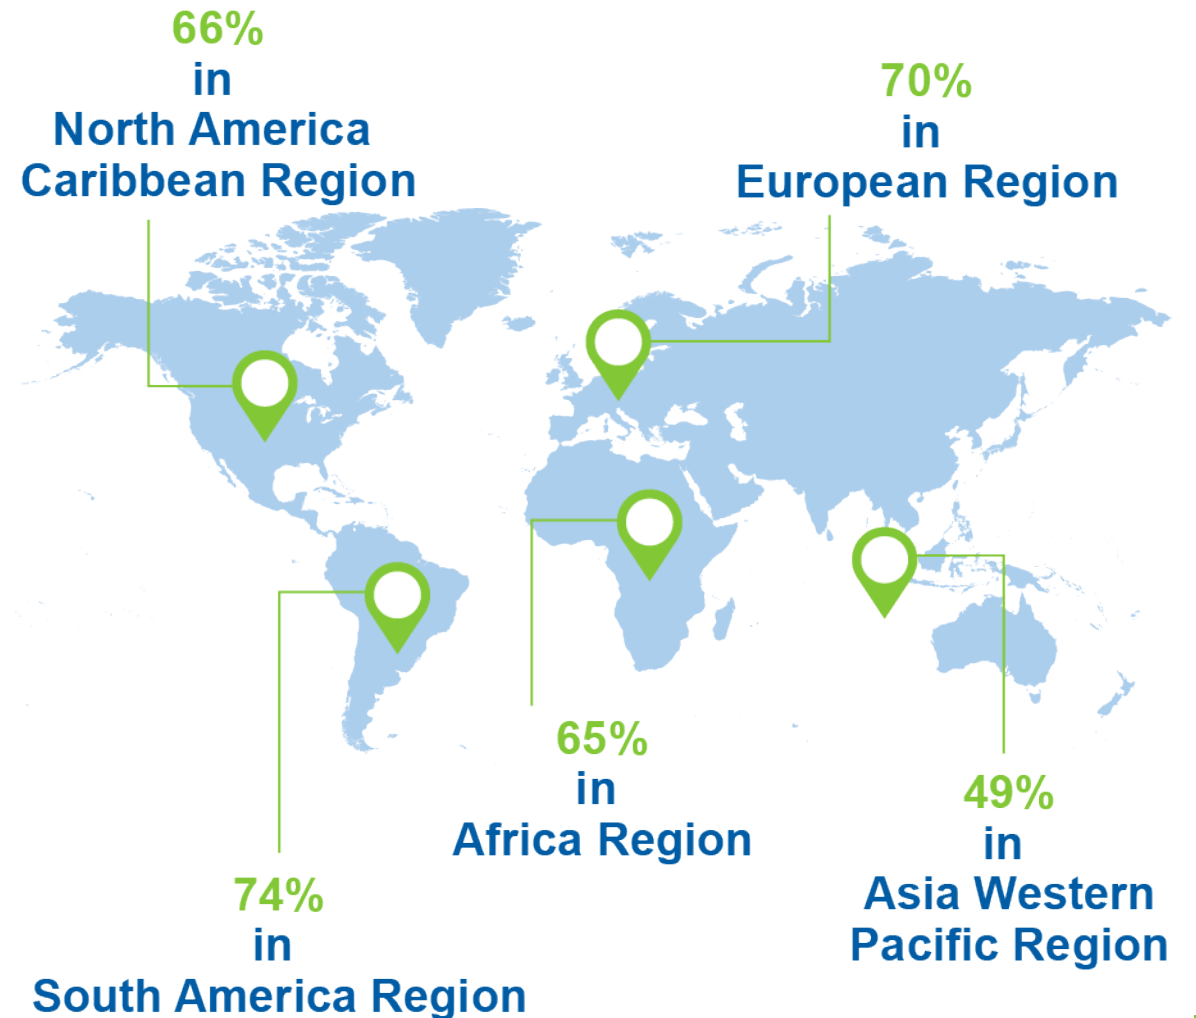 66%
in
North America
Caribbean Region
70%
in
European Region
65%
in
Africa Region
49%
in
Asia Western
Pacific Region
74%
in
South America Region